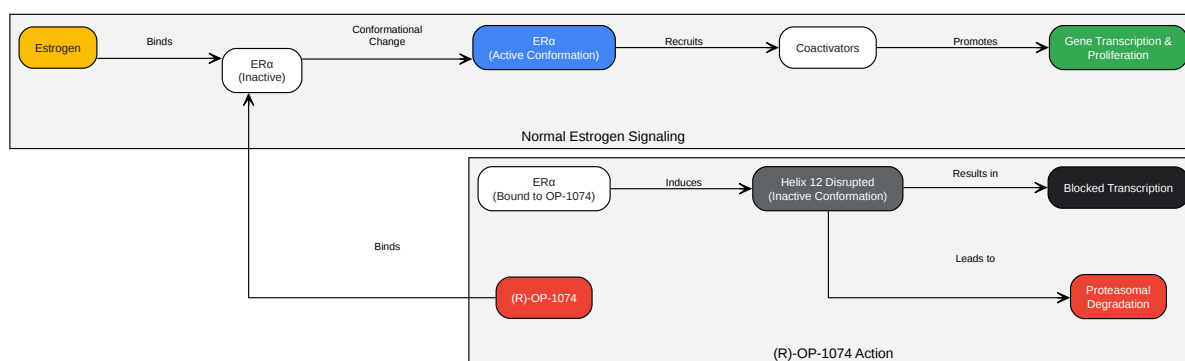 Estrogen
Binds
ERα
(Inactive)
Conformational
Change
ERα
(Active Conformation)
Recruits
Coactivators
Promotes
Gene Transcription &
Proliferation
Normal Estrogen Signaling
ERα
(Bound to OP-1074)
Induces
Helix 12 Disrupted
(Inactive Conformation)
Results in
Blocked Transcription
Binds
(R)-OP-1074
Leads to
Proteasomal
Degradation
(R)-OP-1074 Action